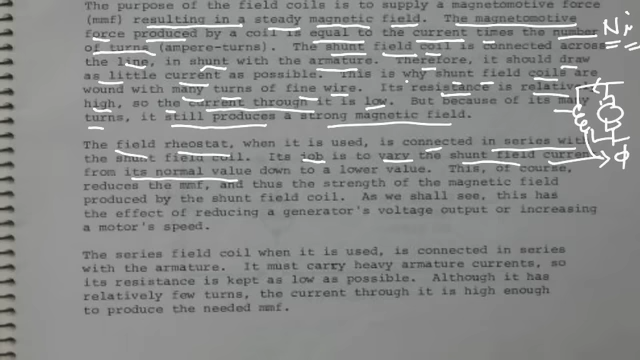 The purpose of the field coils is to supply a magnetomotive force
(mmf) resulting in a steady magnetic field. The magnetomotive
force produced by a coil is equal to the current times the number
of turns (ampere-turns). The shunt field coil is connected across
the line, in shunt with the armature. Therefore, it should draw
as little current as possible. This is why shunt field coils are
wound with many turns of fine wire. Its resistance is relatively
high, so the current through it is low. But because of its many
turns, it still produces a strong magnetic field.
The field rheostat, when it is used, is connected in series with
the shunt field coil. Its job is to vary the shunt field current
from its normal value down to a lower value. This, of course,
reduces the mmf, and thus the strength of the magnetic field
produced by the shunt field coil. As we shall see, this has
the effect of reducing a generator's voltage output or increasing
a motor's speed.
The series field coil when it is used, is connected in series
with the armature. It must carry heavy armature currents, so
its resistance is kept as low as possible. Although it has
relatively few turns, the current through it is high enough
to produce the needed mmf.
Ni
ϕ